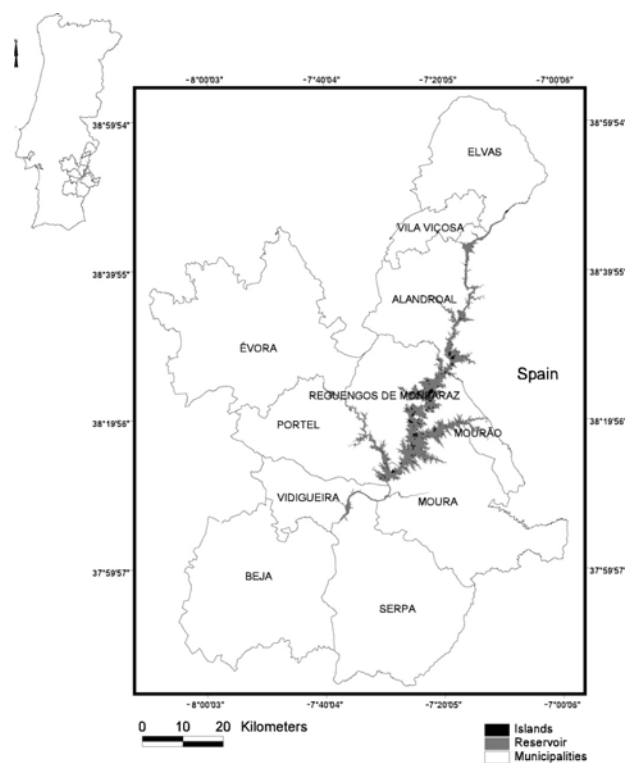 -8°00'03 -7°40'04 -7°20'05 -7°00'06
38°59'54" 38°59'54"
ELVAS
VILA VIÇOSA
38°39'55" 38°39'55"
ALANDROAL
ÉVORA
Spain
REGUENGOS DE MONSARAZ
38°19'56" 38°19'56"
PORTEL
MOURÃO
VIDIGUEIRA
MOURA
37°59'57" 37°59'57"
BEJA
SERPA
-8°00'03 -7°40'04 -7°20'05 -7°00'06
0 10 20 Kilometers
Islands
Reservoir
Municipalities